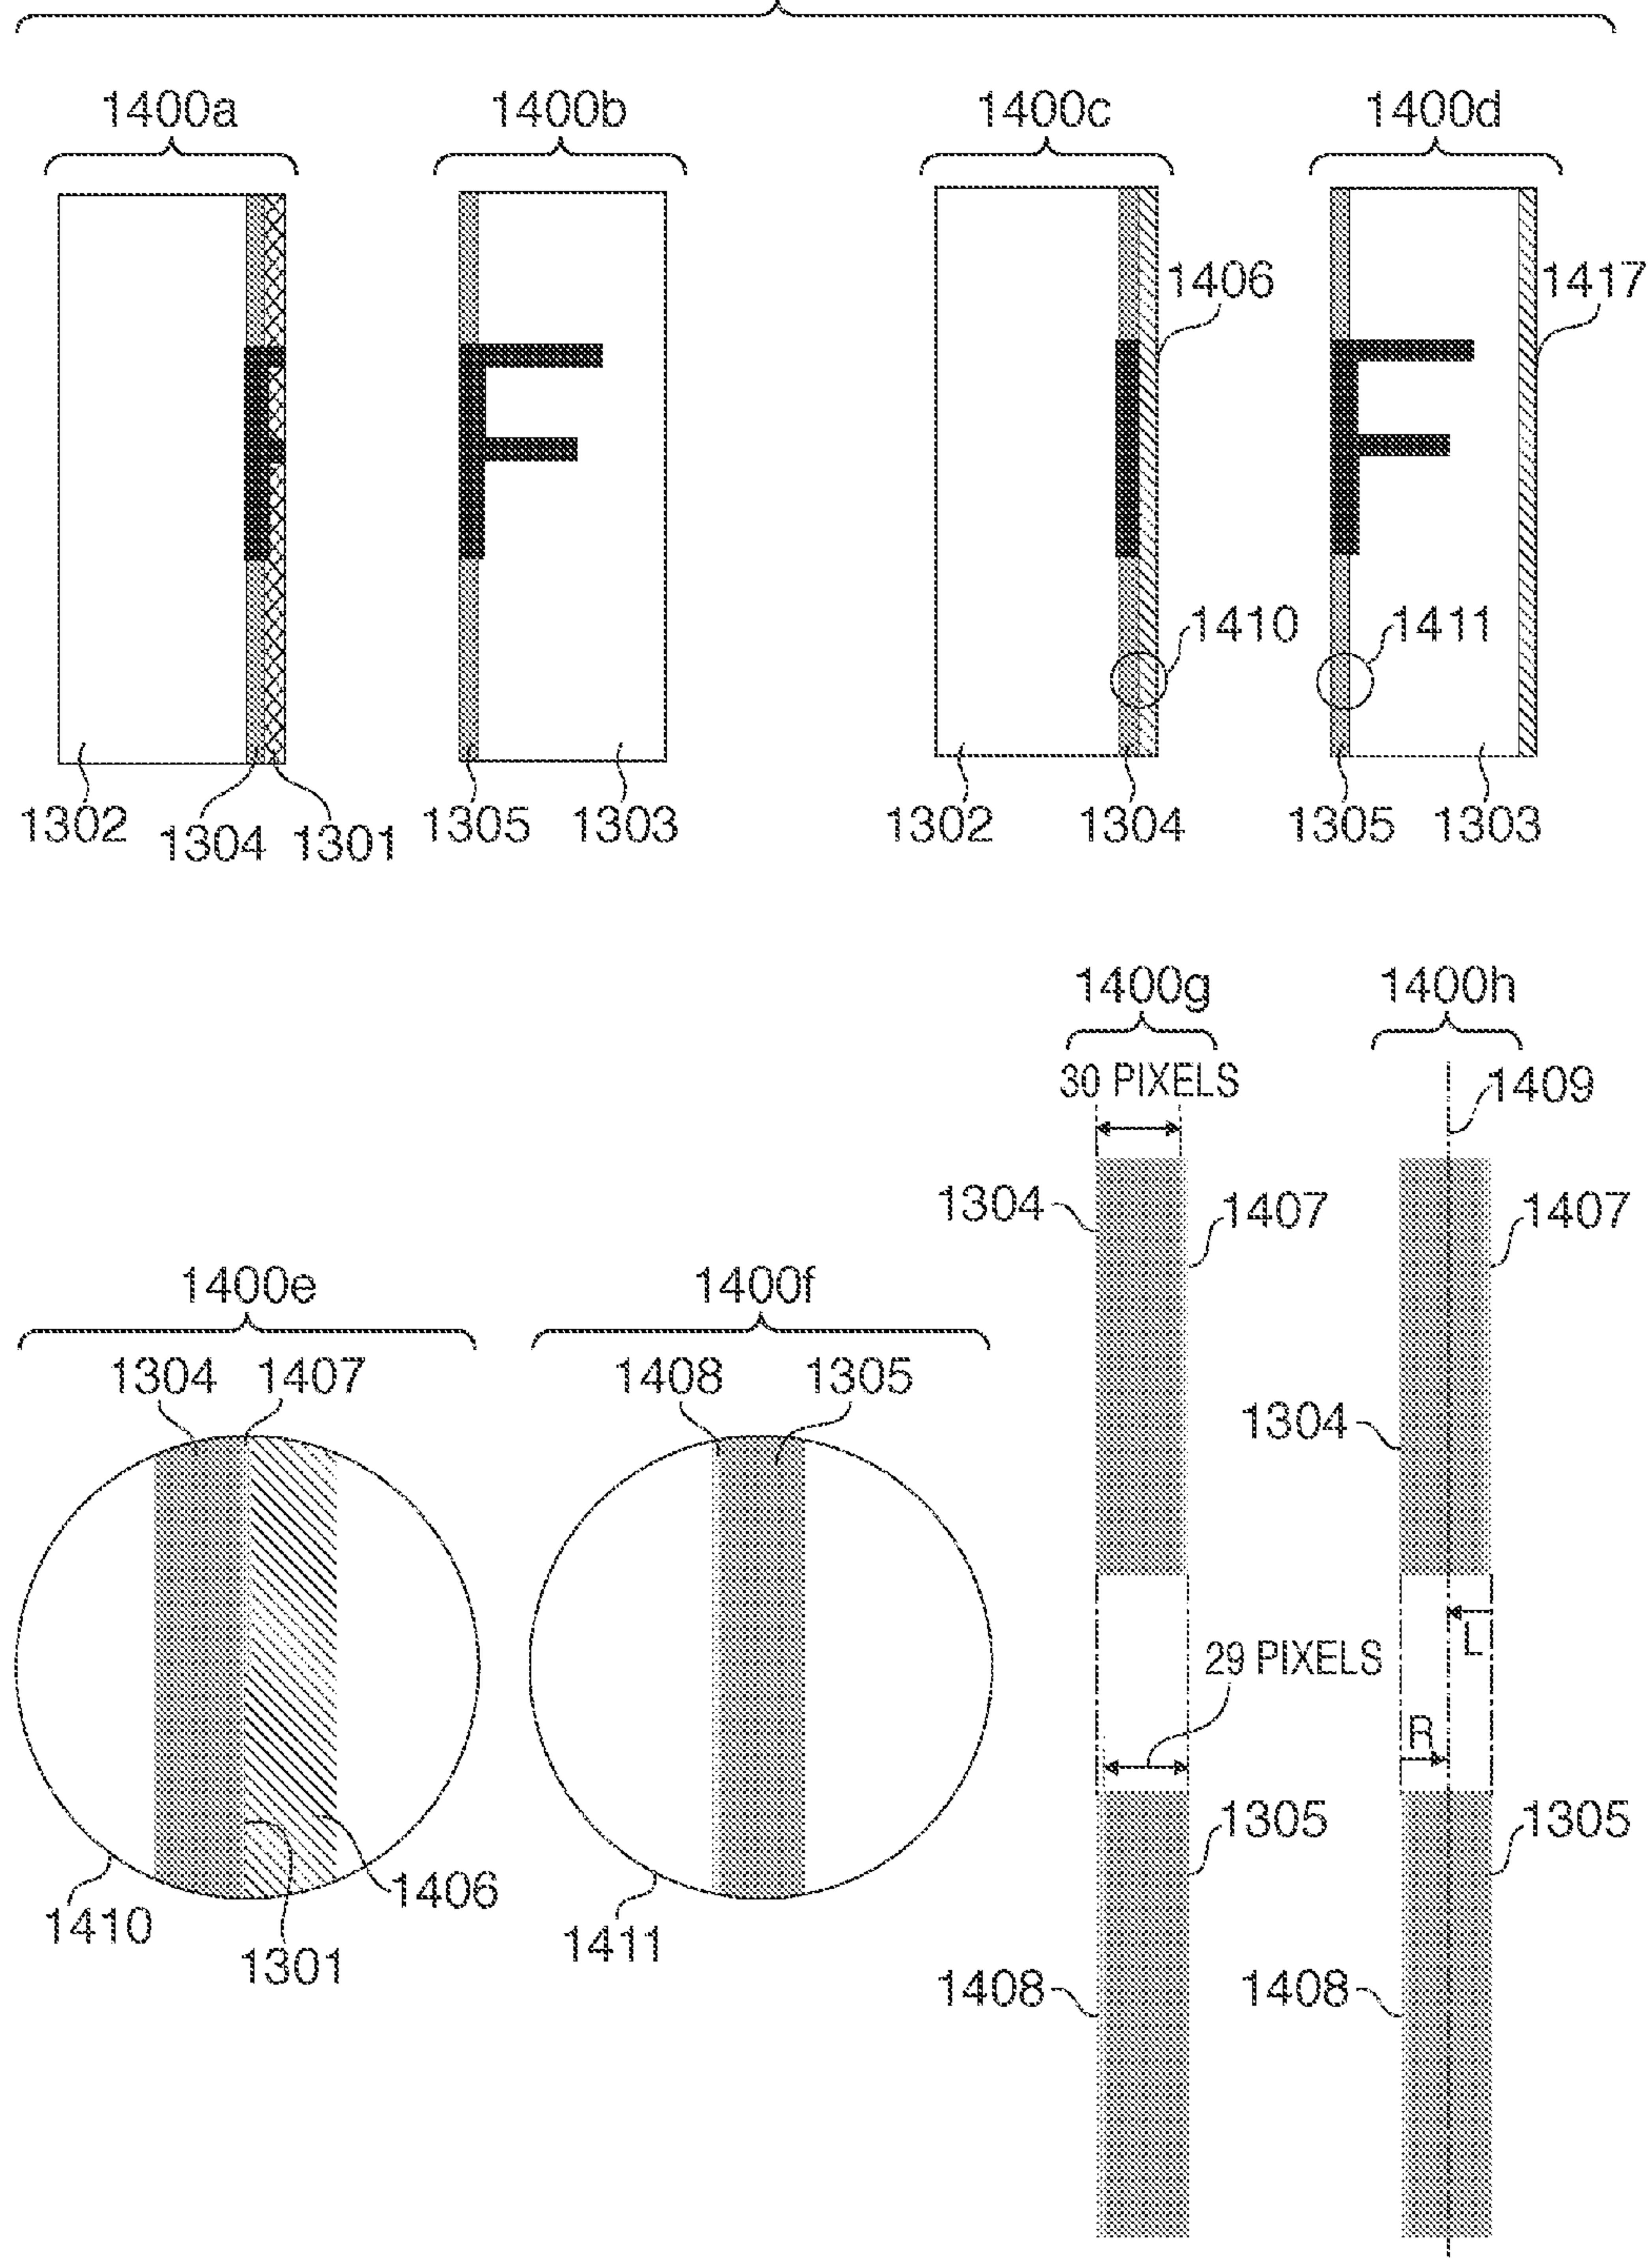 1400a 1400b 1400c 1400d
F F F
1406 1417
1410 1411
1302 1304 1301 1305 1303 1302 1304 1305 1303
1400g 1400h
30 PIXELS 1409
1304 1407 1407
1400e 1400f
1304 1407 1408 1305
1304
L
29 PIXELS
R
1305 1305
1406
1410 1301 1411
1408 1408